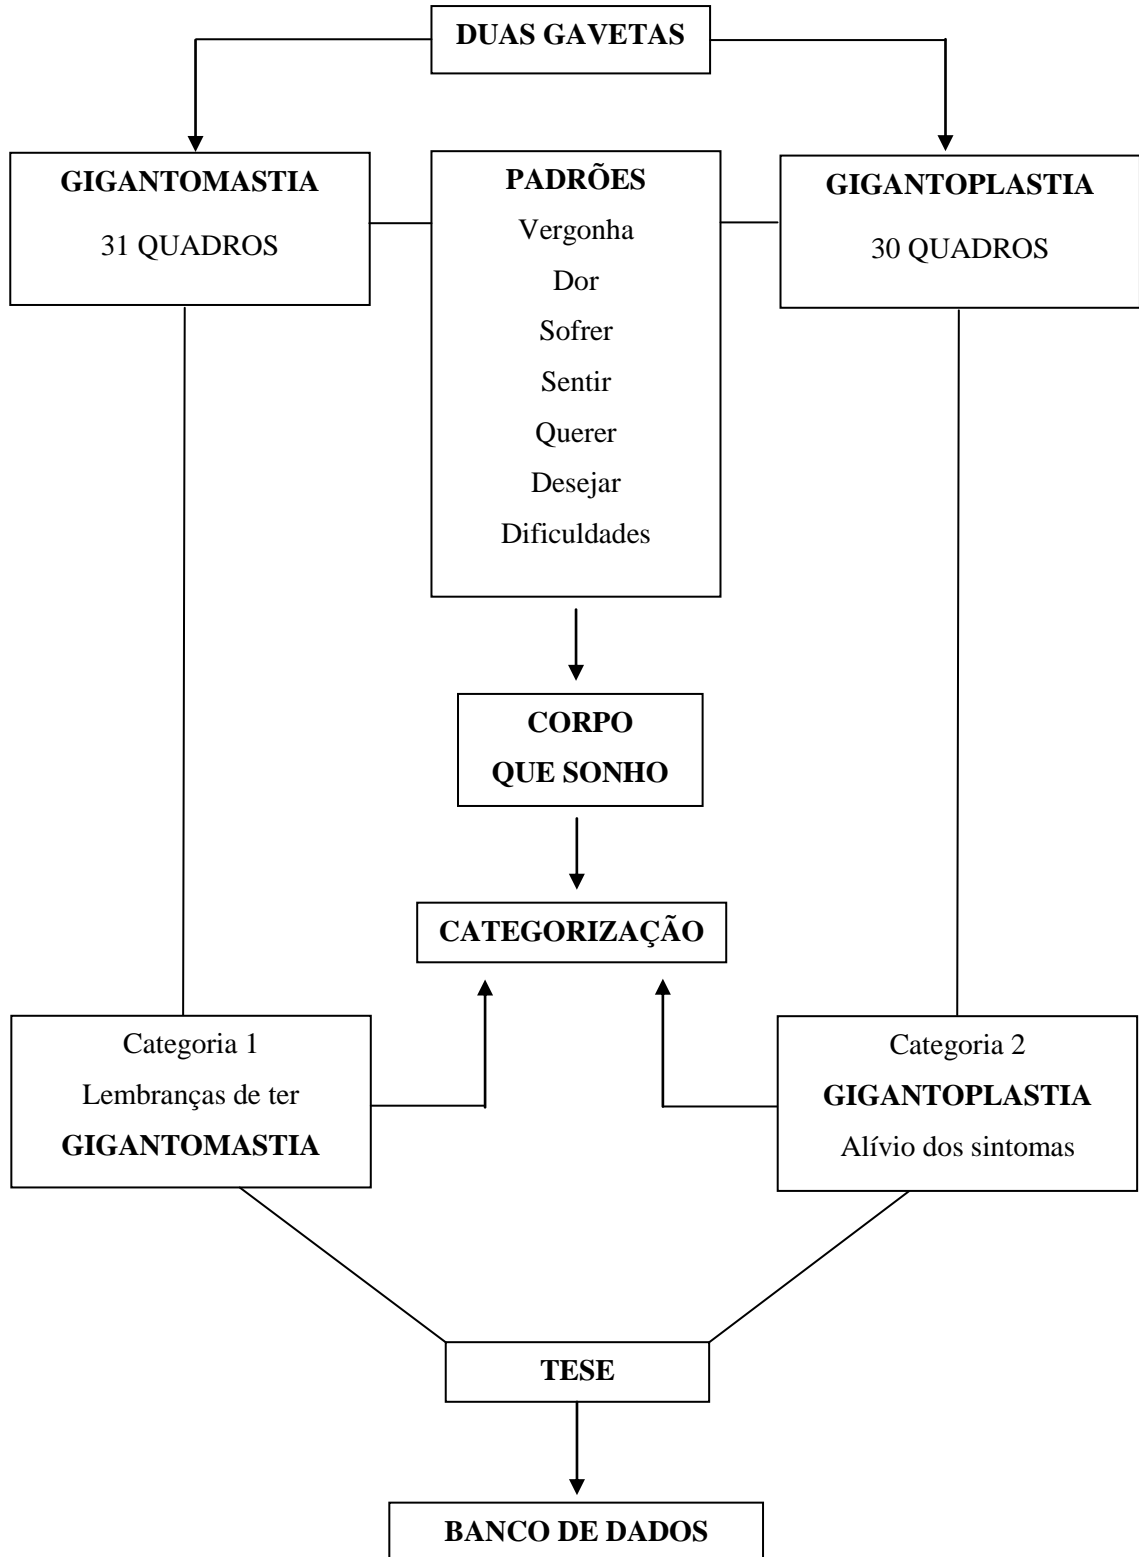 DUAS GAVETAS
GIGANTOMASTIA
31 QUADROS
PADRÕES
Vergonha
Dor
Sofrer
Sentir
Querer
Desejar
Dificuldades
GIGANTOPLASTIA
30 QUADROS
CORPO
QUE SONHO
CATEGORIZAÇÃO
Categoria 1
Lembranças de ter
GIGANTOMASTIA
Categoria 2
GIGANTOPLASTIA
Alívio dos sintomas
TESE
BANCO DE DADOS